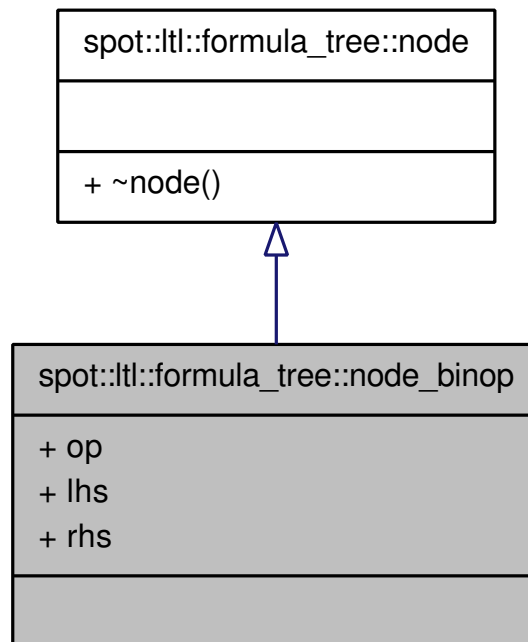 spot::ltl::formula_tree::node
+ ~node()
spot::ltl::formula_tree::node_binop
+ op
+ lhs
+ rhs